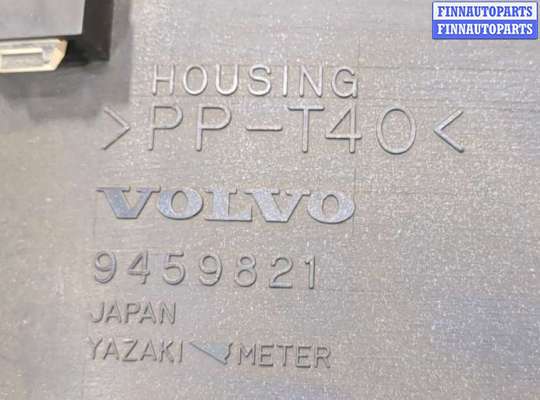 FINNAUTOPARTS
FINNAUTOPARTS
HOUSING
>PP-T40<
VOLVO
9459821
JAPAN
YAZAKI METER